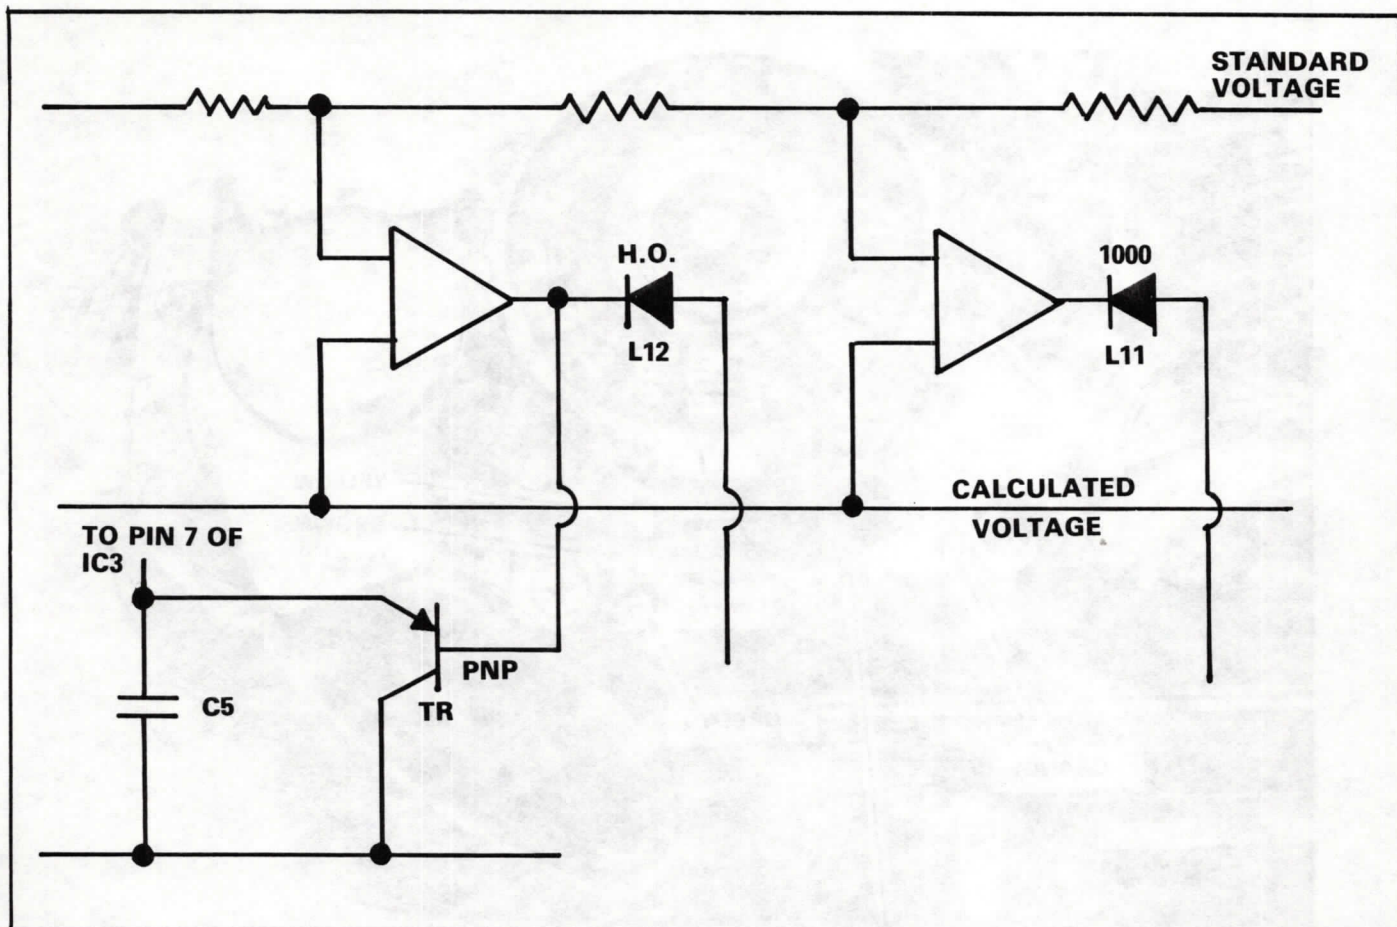 STANDARD
VOLTAGE
H.O.
L12
1000
L11
CALCULATED
VOLTAGE
TO PIN 7 OF
IC3
PNP
C5
TR